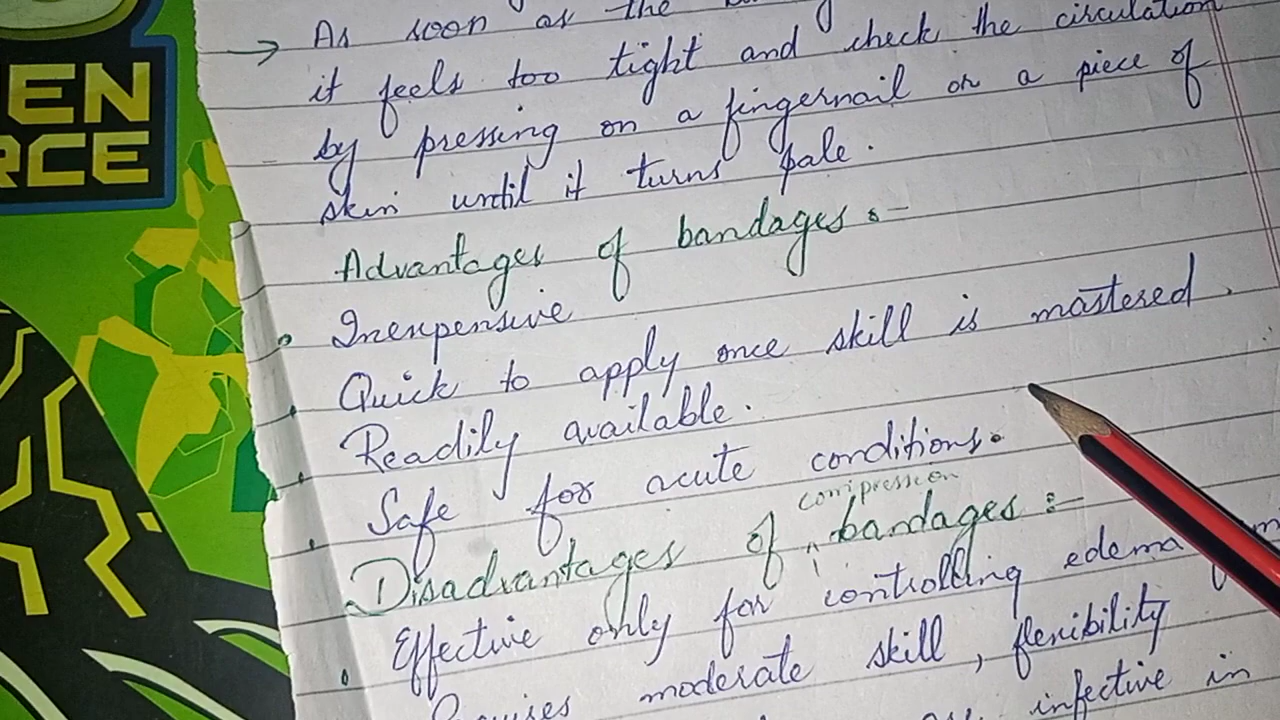 EN
RCE
→ As soon as the
it feels too tight and check the circulation
by pressing on a fingernail or a piece of
skin until it turns pale.
Advantages of bandages :-
• Inexpensive
• Quick to apply once skill is mastered.
• Readily available.
• Safe for acute conditions.
compression
Disadvantages of ^ bandages :-
• Effective only for controlling edema
moderate skill, flexibility
infective in